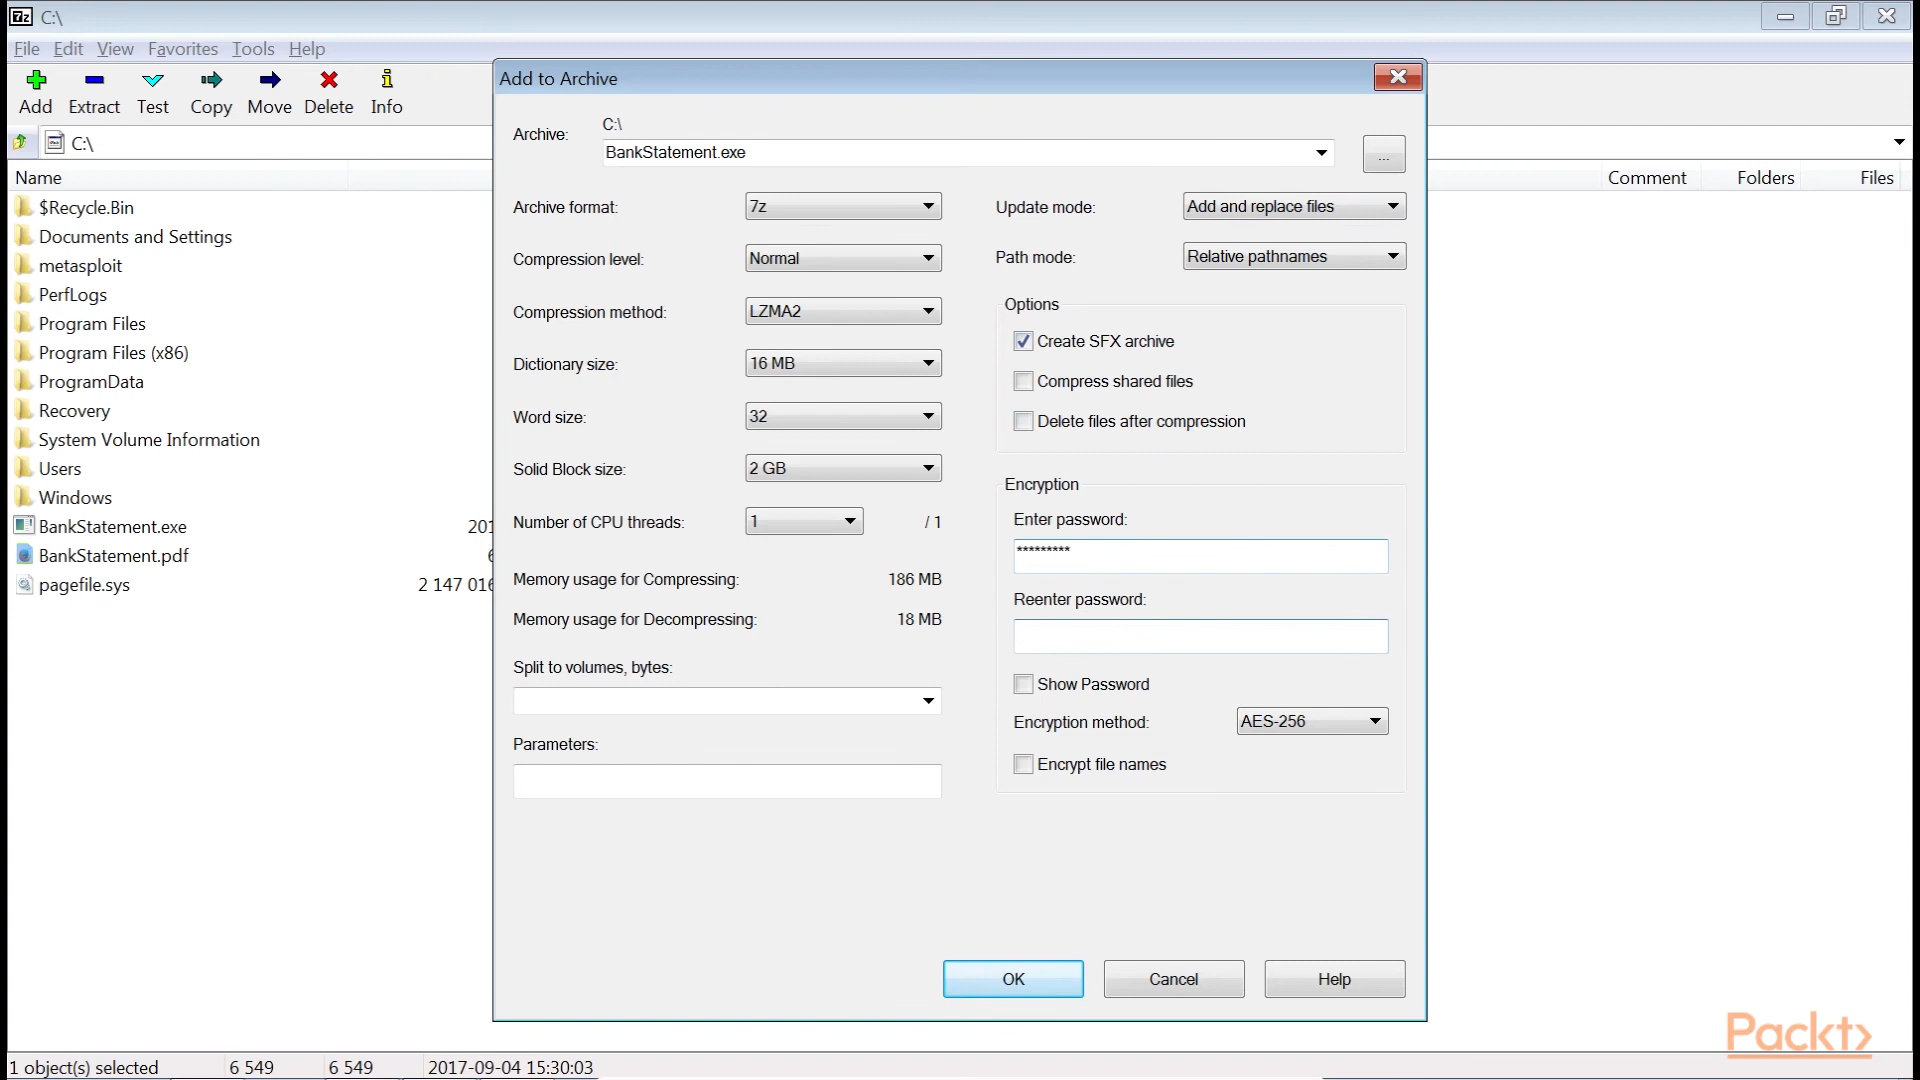 7z C:\
File Edit View Favorites Tools Help
Add Extract Test Copy Move Delete Info
C:\
Name Comment Folders Files
$Recycle.Bin
Documents and Settings
metasploit
PerfLogs
Program Files
Program Files (x86)
ProgramData
Recovery
System Volume Information
Users
Windows
BankStatement.exe 201
BankStatement.pdf 6
pagefile.sys 2 147 016
Add to Archive
Archive: C:\
BankStatement.exe
...
Archive format: 7z
Compression level: Normal
Compression method: LZMA2
Dictionary size: 16 MB
Word size: 32
Solid Block size: 2 GB
Number of CPU threads: 1 / 1
Memory usage for Compressing: 186 MB
Memory usage for Decompressing: 18 MB
Split to volumes, bytes:
Parameters:
Update mode: Add and replace files
Path mode: Relative pathnames
Options
Create SFX archive
Compress shared files
Delete files after compression
Encryption
Enter password:
*********
Reenter password:
Show Password
Encryption method: AES-256
Encrypt file names
OK Cancel Help
Packt>
1 object(s) selected 6 549 6 549 2017-09-04 15:30:03